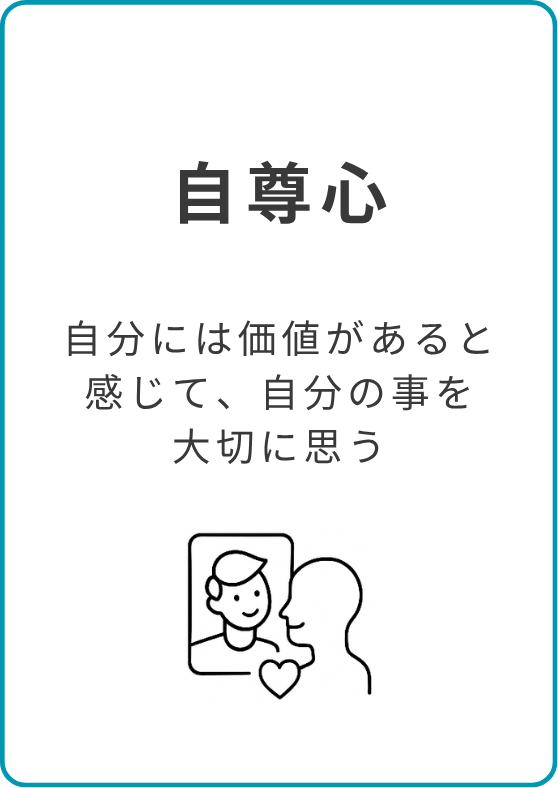 自尊心
自分には価値があると
感じて、自分の事を
大切に思う